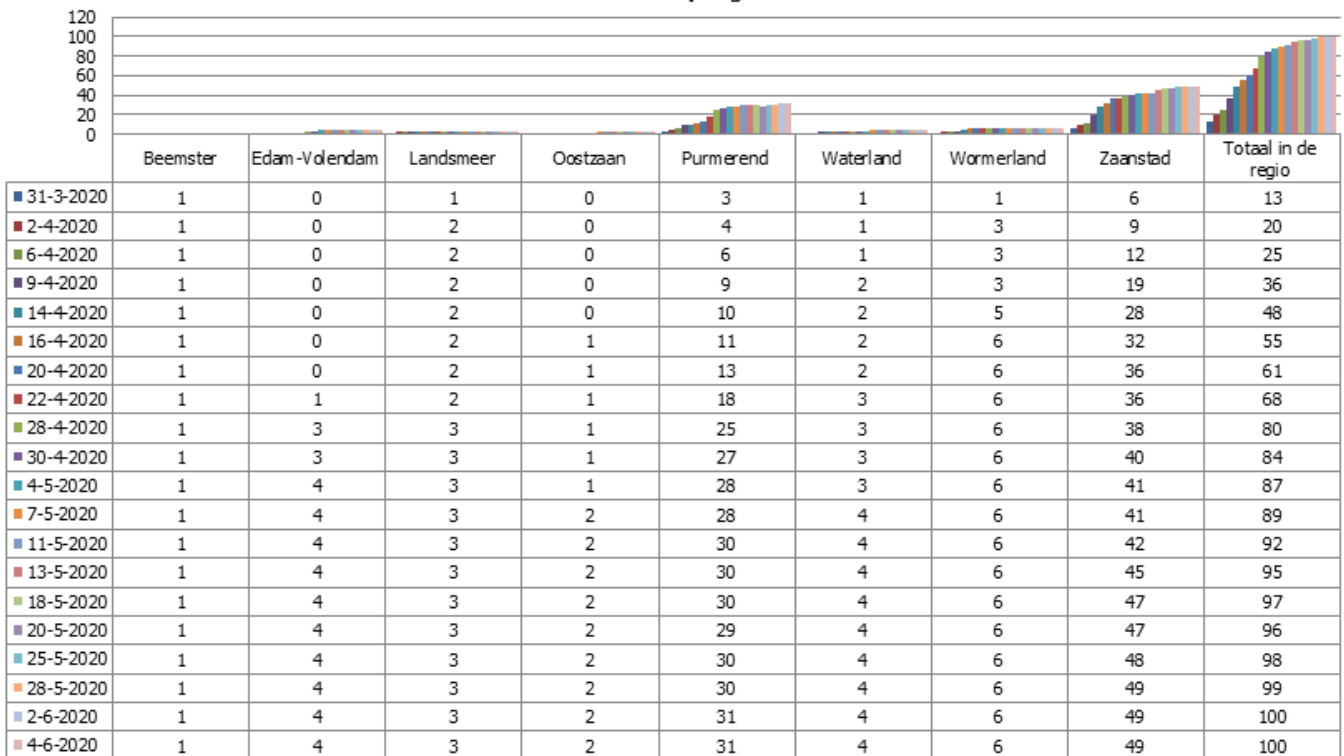 120
100
80
60
40
20
0
Beemster Edam-Volendam Landsmeer Oostzaan Purmerend Waterland Wormerland Zaanstad Totaal in de regio
31-3-2020 1 0 1 0 3 1 1 6 13
2-4-2020 1 0 2 0 4 1 3 9 20
6-4-2020 1 0 2 0 6 1 3 12 25
9-4-2020 1 0 2 0 9 2 3 19 36
14-4-2020 1 0 2 0 10 2 5 28 48
16-4-2020 1 0 2 1 11 2 6 32 55
20-4-2020 1 0 2 1 13 2 6 36 61
22-4-2020 1 1 2 1 18 3 6 36 68
28-4-2020 1 3 3 1 25 3 6 38 80
30-4-2020 1 3 3 1 27 3 6 40 84
4-5-2020 1 4 3 1 28 3 6 41 87
7-5-2020 1 4 3 2 28 4 6 41 89
11-5-2020 1 4 3 2 30 4 6 42 92
13-5-2020 1 4 3 2 30 4 6 45 95
18-5-2020 1 4 3 2 30 4 6 47 97
20-5-2020 1 4 3 2 29 4 6 47 96
25-5-2020 1 4 3 2 30 4 6 48 98
28-5-2020 1 4 3 2 30 4 6 49 99
2-6-2020 1 4 3 2 31 4 6 49 100
4-6-2020 1 4 3 2 31 4 6 49 100